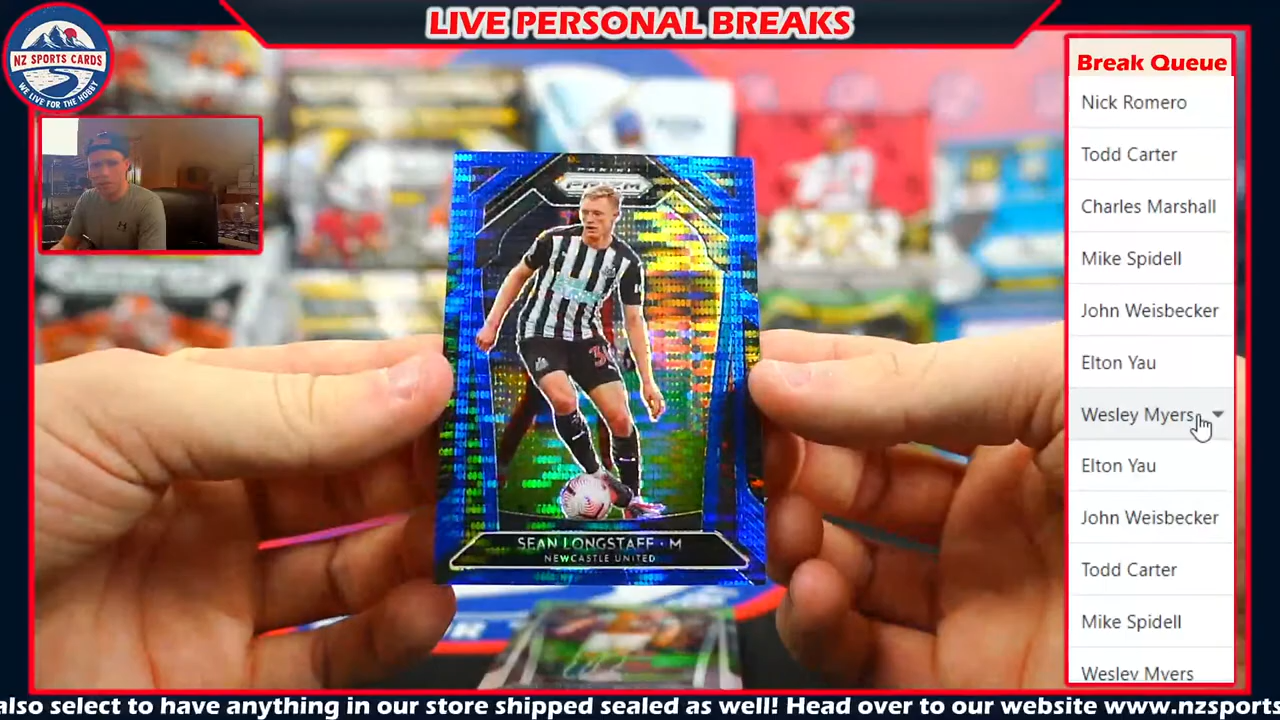 LIVE PERSONAL BREAKS
NZ SPORTS CARDS
WE LIVE FOR THE HOBBY
Break Queue
Nick Romero
Todd Carter
Charles Marshall
Mike Spidell
John Weisbecker
Elton Yau
Wesley Myers
Elton Yau
John Weisbecker
Todd Carter
Mike Spidell
Wesley Myers
PANINI
PRIZM
SEAN LONGSTAFF · M
NEWCASTLE UNITED
also select to have anything in our store shipped sealed as well! Head over to our website www.nzsports